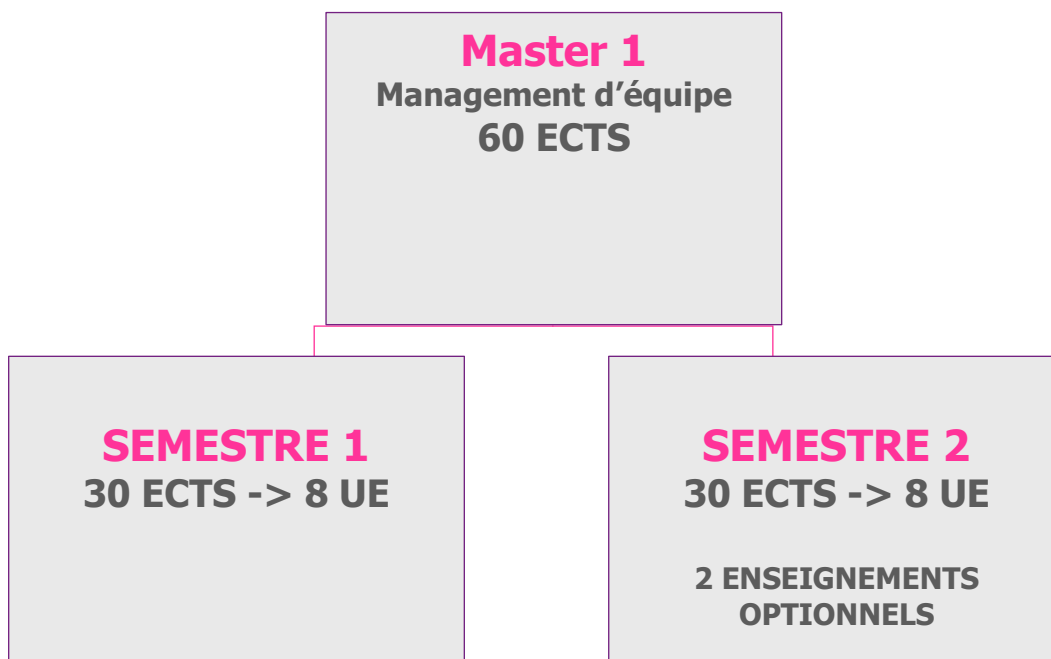 Master 1
Management d’équipe
60 ECTS
SEMESTRE 1
30 ECTS -> 8 UE
SEMESTRE 2
30 ECTS -> 8 UE
2 ENSEIGNEMENTS
OPTIONNELS